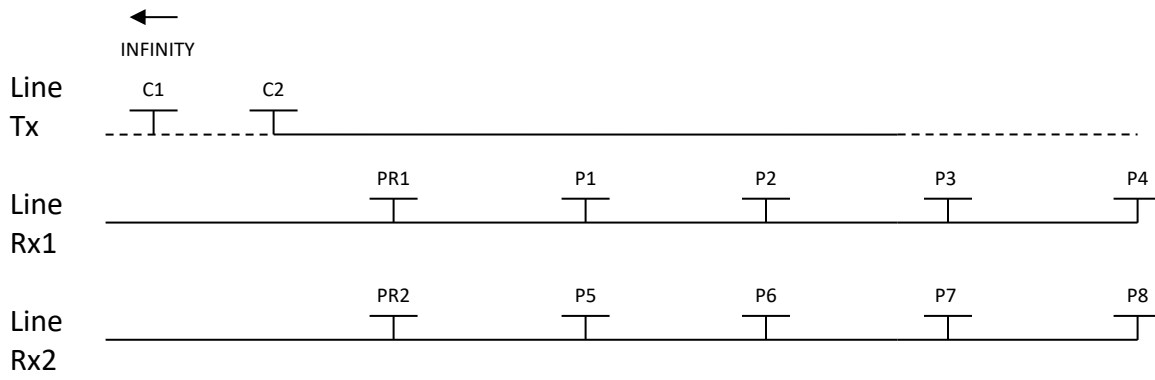 INFINITY
Line
Tx
C1 C2
Line
Rx1
PR1 P1 P2 P3 P4
Line
Rx2
PR2 P5 P6 P7 P8